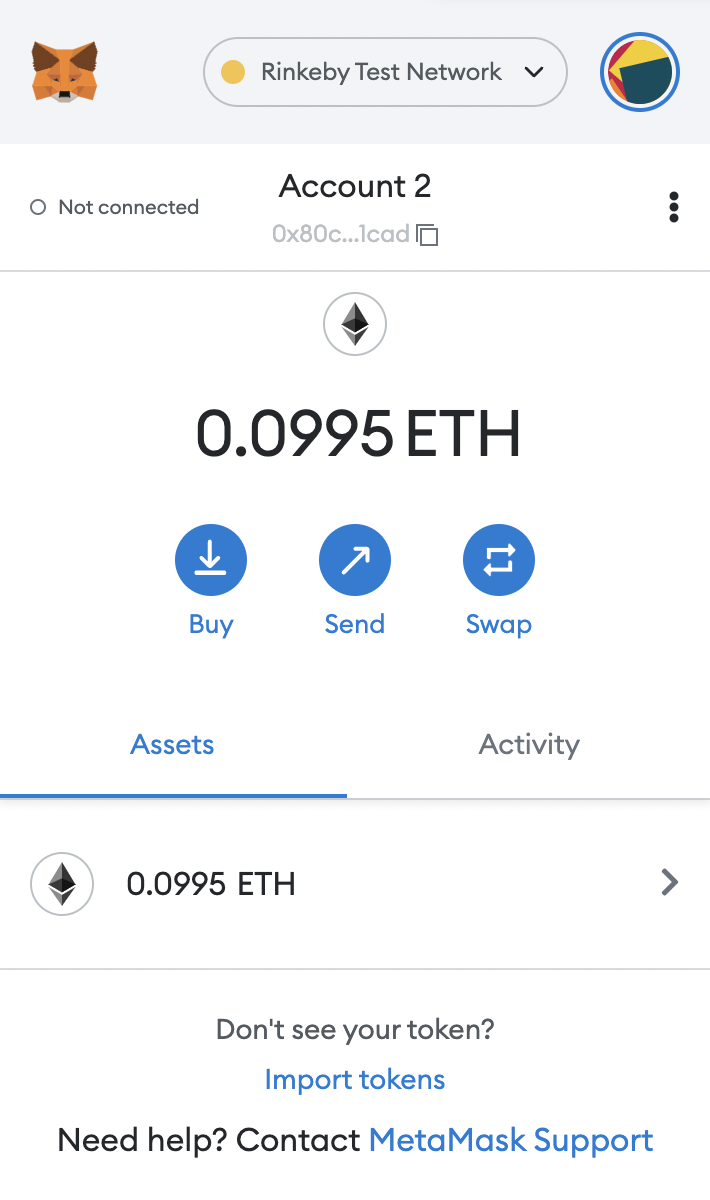 Rinkeby Test Network
Not connected
Account 2
0x80c...1cad
0.0995 ETH
Buy
Send
Swap
Assets
Activity
0.0995 ETH
Don't see your token?
Import tokens
Need help? Contact MetaMask Support